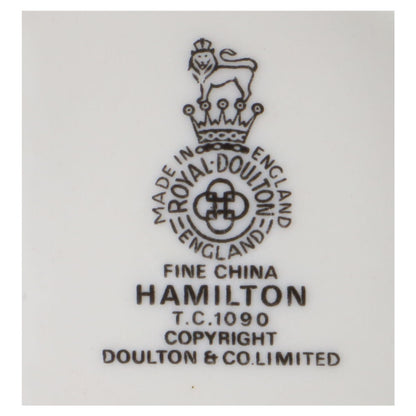 MADE IN ENGLAND
ROYAL·DOULTON
ENGLAND
FINE CHINA
HAMILTON
T.C.1090
COPYRIGHT
DOULTON & CO.LIMITED